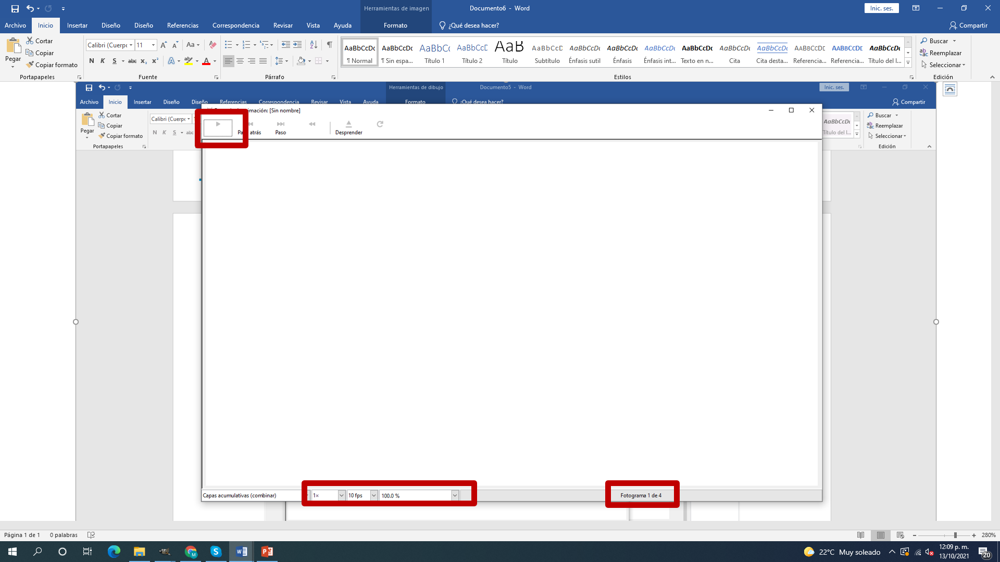 Herramientas de imagen
Documento6 - Word
Inic. ses.
Archivo Inicio Insertar Diseño Diseño Referencias Correspondencia Revisar Vista Ayuda Formato ¿Qué desea hacer? Compartir
Pegar
Cortar
Copiar
Copiar formato
Portapapeles
Calibri (Cuerpo 11
Aa
N K S abc x₂ x²
Fuente
Párrafo
AaBbCcDc AaBbCcDc AaBbCc AaBbCcD AaB AaBbCcD AaBbCcDc AaBbCcDc AaBbCcDc AaBbCcDc AaBbCcDc AaBbCcDc AABBCCDE AABBCCDE AaBbCcDc
¶ Normal ¶ Sin espa... Título 1 Título 2 Título Subtítulo Énfasis sutil Énfasis Énfasis int... Texto en n... Cita Cita desta... Referencia... Referencia... Título del l...
Estilos
Buscar
Reemplazar
Seleccionar
Edición
Herramientas de dibujo
Documento5 - Word
Inic. ses.
Archivo Inicio Insertar Diseño Diseño Referencias Correspondencia Revisar Vista Ayuda Formato ¿Qué desea hacer? Compartir
Pegar
Cortar
Copiar
Copiar formato
Portapapeles
Calibri (Cuerpo
N K S abc
[Sin nombre]
atrás
Paso
Desprender
AaBbCcDc
Título del l...
Buscar
Reemplazar
Seleccionar
Edición
Capas acumulativas (combinar)
1×
10 fps
100.0 %
Fotograma 1 de 4
Página 1 de 1 0 palabras
280%
22°C Muy soleado
12:09 p. m.
13/10/2021
20